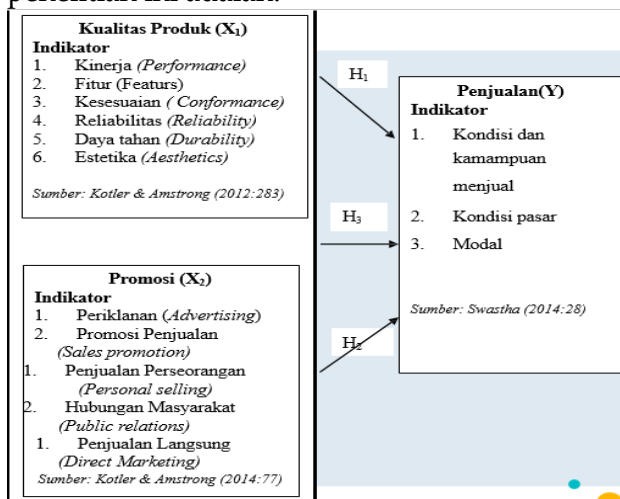 Kualitas Produk (X₁)
Indikator
1. Kinerja (Performance)
2. Fitur (Featurs)
3. Kesesuaian ( Conformance)
4. Reliabilitas (Reliability)
5. Daya tahan (Durability)
6. Estetika (Aesthetics)
Sumber: Kotler & Amstrong (2012:283)
Promosi (X₂)
Indikator
1. Periklanan (Advertising)
2. Promosi Penjualan
(Sales promotion)
1. Penjualan Perseorangan
(Personal selling)
2. Hubungan Masyarakat
(Public relations)
1. Penjualan Langsung
(Direct Marketing)
Sumber: Kotler & Amstrong (2014:77)
H₁
H₃
H₂
Penjualan(Y)
Indikator
1. Kondisi dan
kamampuan
menjual
2. Kondisi pasar
3. Modal
Sumber: Swastha (2014:28)